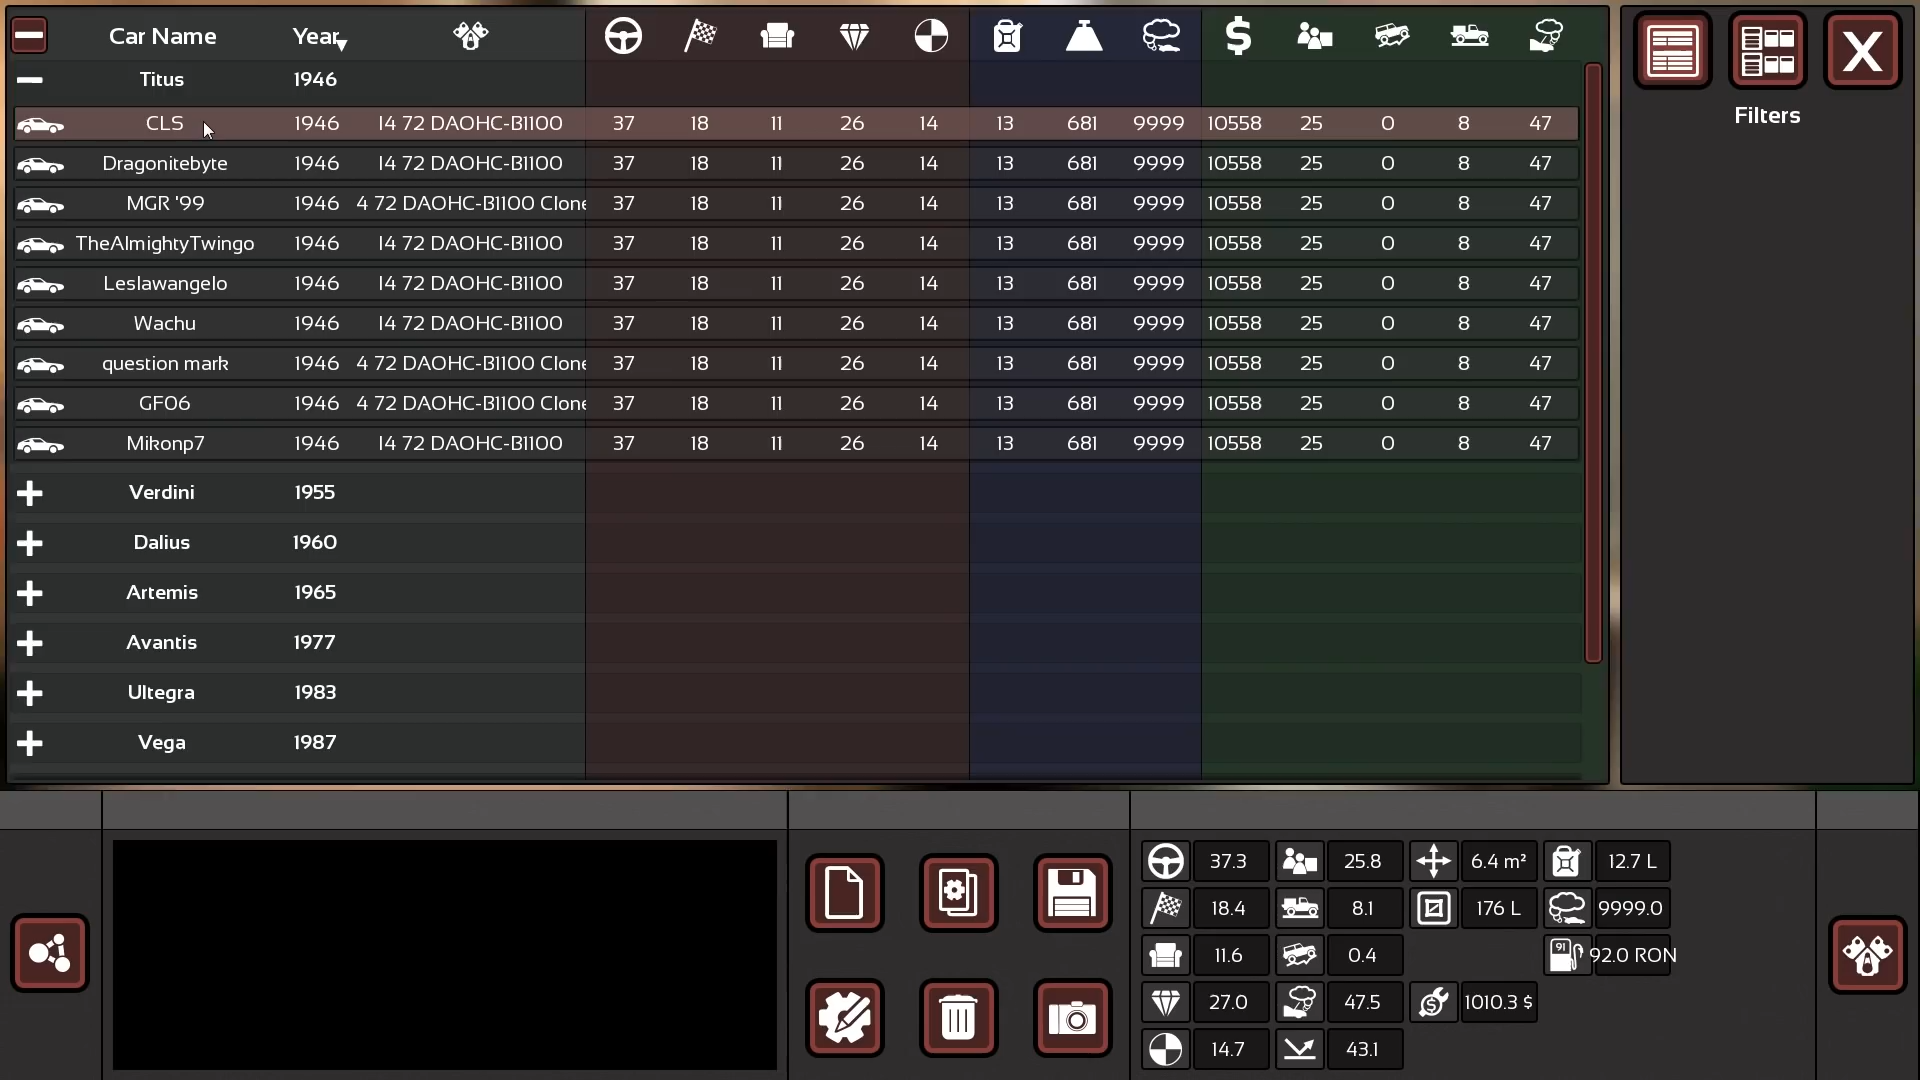 Car Name Year $
Titus 1946
CLS 1946 I4 72 DAOHC-B1100 37 18 11 26 14 13 681 9999 10558 25 0 8 47
Dragonitebyte 1946 I4 72 DAOHC-B1100 37 18 11 26 14 13 681 9999 10558 25 0 8 47
MGR '99 1946 4 72 DAOHC-B1100 Clone 37 18 11 26 14 13 681 9999 10558 25 0 8 47
TheAlmightyTwingo 1946 I4 72 DAOHC-B1100 37 18 11 26 14 13 681 9999 10558 25 0 8 47
Leslawangelo 1946 I4 72 DAOHC-B1100 37 18 11 26 14 13 681 9999 10558 25 0 8 47
Wachu 1946 I4 72 DAOHC-B1100 37 18 11 26 14 13 681 9999 10558 25 0 8 47
question mark 1946 4 72 DAOHC-B1100 Clone 37 18 11 26 14 13 681 9999 10558 25 0 8 47
GF06 1946 4 72 DAOHC-B1100 Clone 37 18 11 26 14 13 681 9999 10558 25 0 8 47
Mikonp7 1946 I4 72 DAOHC-B1100 37 18 11 26 14 13 681 9999 10558 25 0 8 47
Verdini 1955
Dalius 1960
Artemis 1965
Avantis 1977
Ultegra 1983
Vega 1987
X
Filters
37.3 25.8 6.4 m² 12.7 L
18.4 8.1 176 L 9999.0
11.6 0.4 91 92.0 RON
27.0 47.5 $ 1010.3 $
14.7 43.1